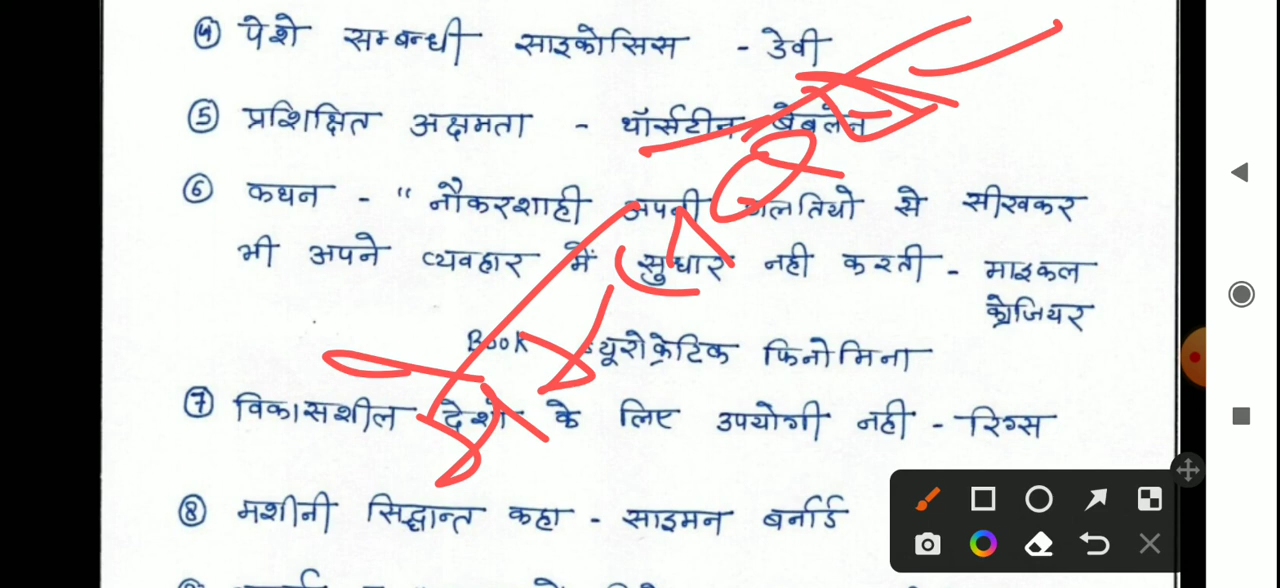 ④ पेशे सम्बन्धी साइकोसिस - डेवी
⑤ प्रशिक्षित अक्षमता - थॉर्सटीन बेबलेन
⑥ कथन - " नौकरशाही अपनी गलतियो से सीखकर
भी अपने व्यवहार में सुधार नही करती - माइकल
क्रोजियर
Book ब्यूरोक्रेटिक फिनोमिना
⑦ विकासशील देशो के लिए उपयोगी नही - रिग्स
⑧ मशीनी सिद्धान्त कहा - साइमन बर्नार्ड